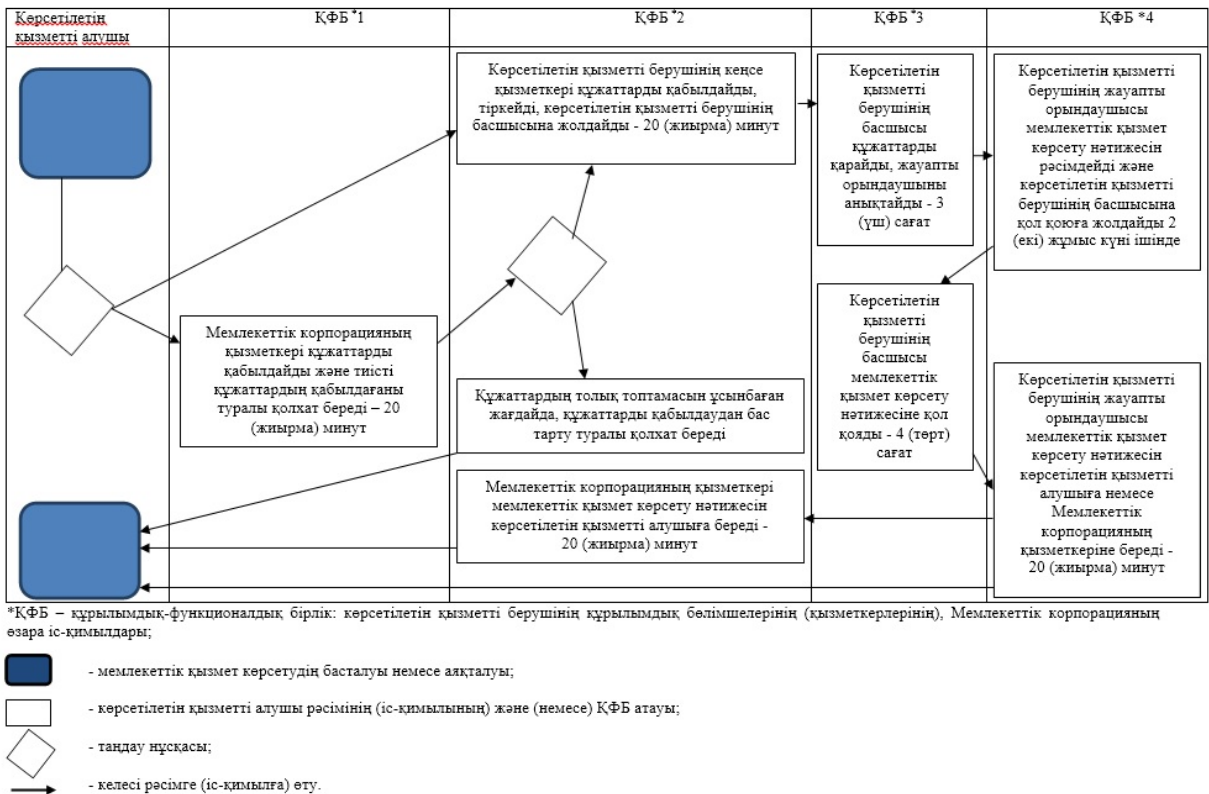 Көрсетілетін
қызметті алушы
ҚФБ *1
ҚФБ *2
ҚФБ *3
ҚФБ *4
Көрсетілетін қызметті берушінің кеңсе
қызметкері құжаттарды қабылдайды,
тіркейді, көрсетілетін қызметті берушінің
басшысына жолдайды - 20 (жиырма) минут
Көрсетілетін
қызметті
берушінің
басшысы
құжаттарды
қарайды, жауапты
орындаушыны
анықтайды - 3
(үш) сағат
Көрсетілетін қызметті
берушінің жауапты
орындаушысы
мемлекеттік қызмет
көрсету нәтижесін
рәсімдейді және
көрсетілетін қызметті
берушінің басшысына
қол қоюға жолдайды 2
(екі) жұмыс күні ішінде
Мемлекеттік корпорацияның
қызметкері құжаттарды
қабылдайды және тиісті
құжаттардың қабылдағаны
туралы қолхат береді – 20
(жиырма) минут
Құжаттардың толық топтамасын ұсынбаған
жағдайда, құжаттарды қабылдаудан бас
тарту туралы қолхат береді
Көрсетілетін
қызметті
берушінің
басшысы
мемлекеттік
қызмет көрсету
нәтижесіне қол
қояды - 4 (төрт)
сағат
Көрсетілетін қызметті
берушінің жауапты
орындаушысы
мемлекеттік қызмет
көрсету нәтижесін
көрсетілетін қызметті
алушыға немесе
Мемлекеттік
корпорацияның
қызметкеріне береді -
20 (жиырма) минут
Мемлекеттік корпорацияның қызметкері
мемлекеттік қызмет көрсету нәтижесін
көрсетілетін қызметті алушыға береді -
20 (жиырма) минут
*ҚФБ – құрылымдық-функционалдық бірлік: көрсетілетін қызметті берушінің құрылымдық бөлімшелерінің (қызметкерлерінің), Мемлекеттік корпорацияның
өзара іс-қимылдары;
- мемлекеттік қызмет көрсетудің басталуы немесе аяқталуы;
- көрсетілетін қызметті алушы рәсімінің (іс-қимылының) және (немесе) ҚФБ атауы;
- таңдау нұсқасы;
- келесі рәсімге (іс-қимылға) өту.